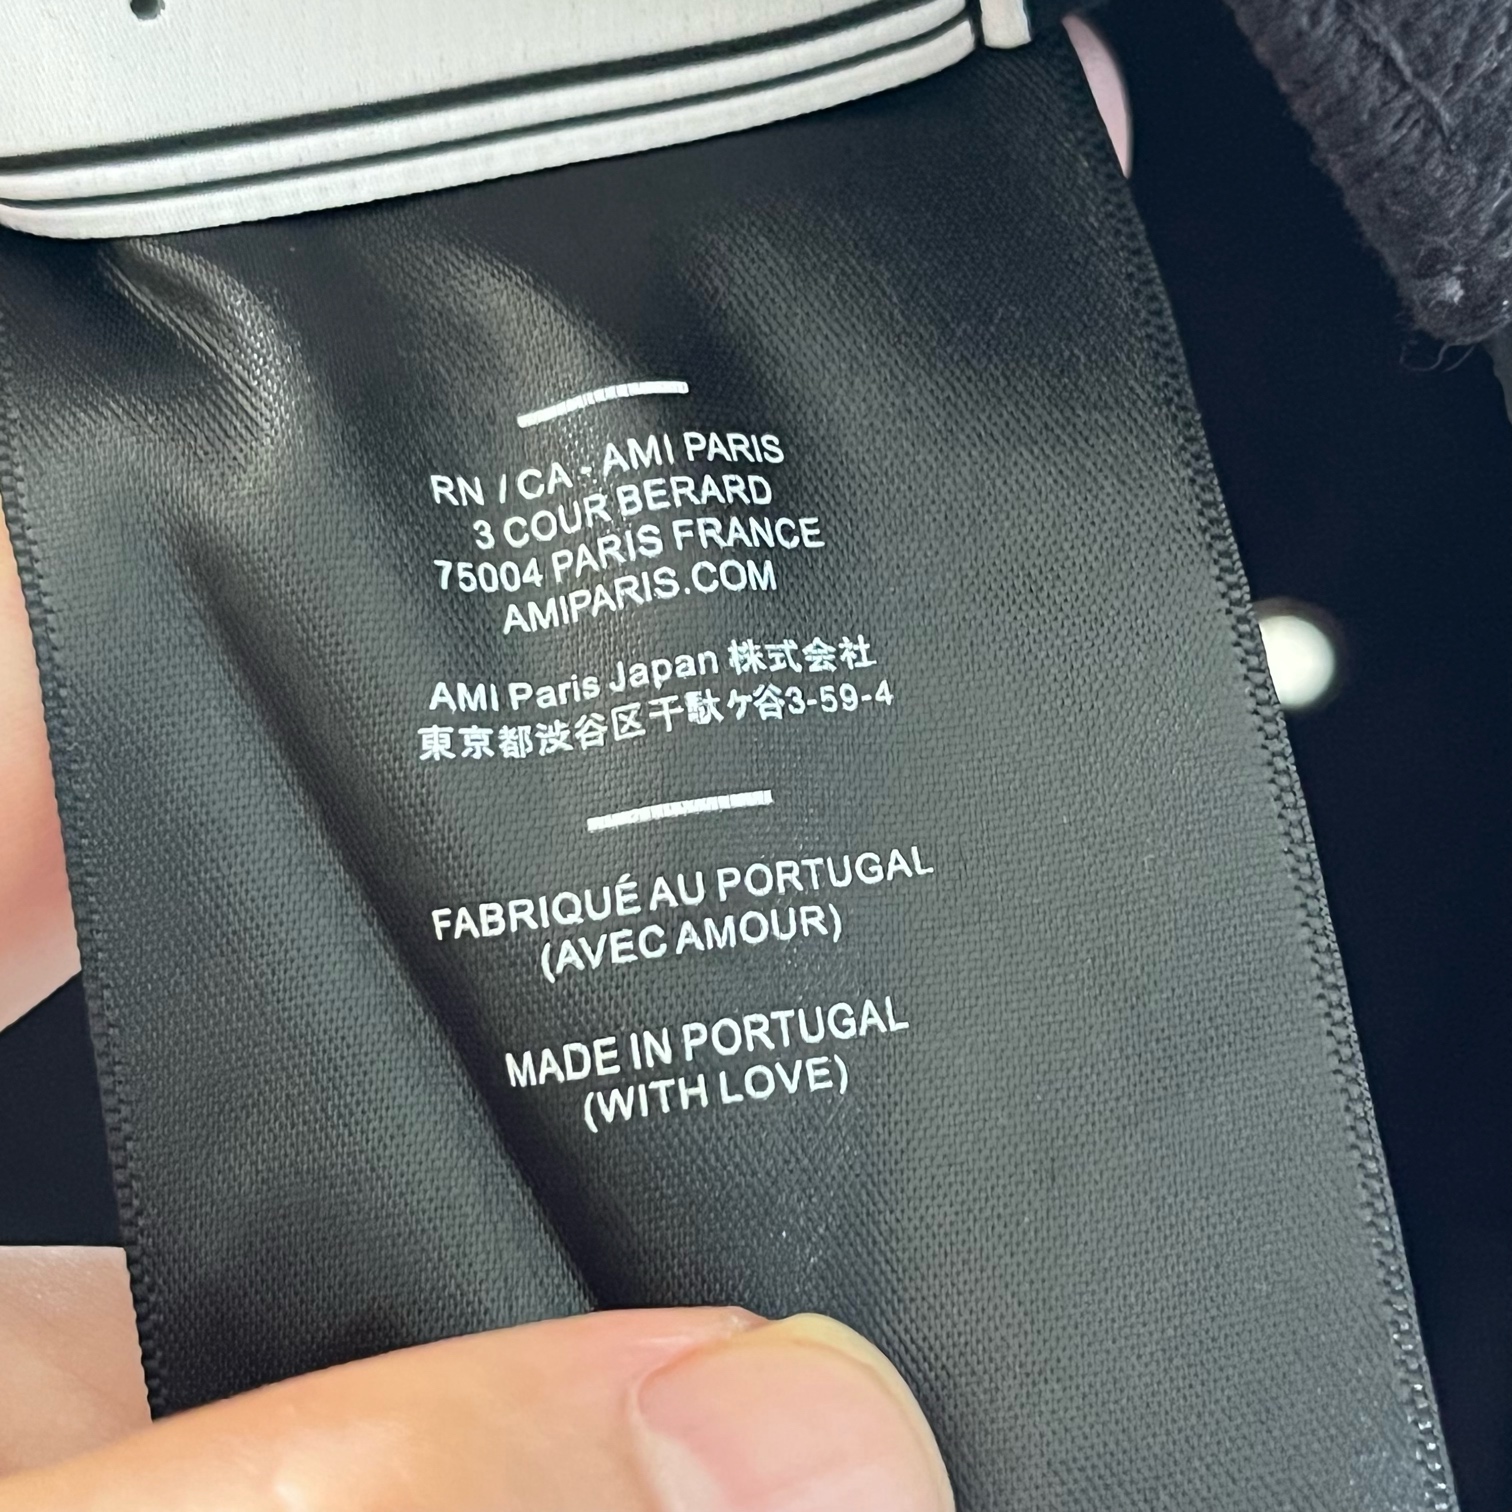 RN / CA - AMI PARIS
3 COUR BERARD
75004 PARIS FRANCE
AMIPARIS.COM
AMI Paris Japan 株式会社
東京都渋谷区千駄ケ谷3-59-4
FABRIQUÉ AU PORTUGAL
(AVEC AMOUR)
MADE IN PORTUGAL
(WITH LOVE)